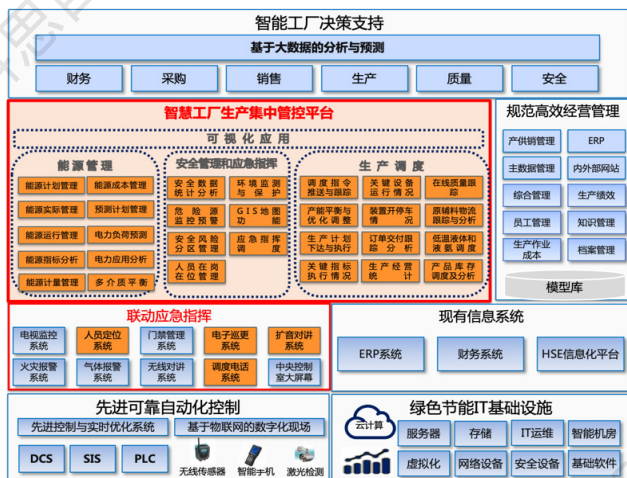 智能工厂决策支持
基于大数据的分析与预测
财务
采购
销售
生产
质量
安全
智慧工厂生产集中管控平台
可视化应用
能源管理
能源计划管理
能源成本管理
能源实际管理
预测计划管理
能源运行管理
电力负荷预测
能源指标分析
电力应用分析
能源计量管理
多介质平衡
安全管理和应急指挥
安全数据
统计分析
环境监测
与保护
危险源
监控预警
GIS地图
功能
安全风险
分区管理
应急指挥
调度
人员在岗
在位管理
生产调度
调度指令
推送与跟踪
关键设备
运行情况
在线质量跟
踪
产能平衡与
优化调整
装置开停车
情况
原辅料物流
跟踪与分析
生产计划
下达与执行
订单交付跟
踪分析
低温液体和
液氨调度
关键指标
执行情况
生产经营
统计
产品库存
调度及分析
规范高效经营管理
产供销管理
ERP
主数据管理
内外部网站
综合管理
生产绩效
员工管理
知识管理
生产作业
成本
档案管理
模型库
联动应急指挥
电视监控
系统
人员定位
系统
门禁管理
系统
电子巡更
系统
扩音对讲
系统
火灾报警
系统
气体报警
系统
无线对讲
系统
调度电话
系统
中央控制
室大屏幕
现有信息系统
ERP系统
财务系统
HSE信息化平台
先进可靠自动化控制
先进控制与实时优化系统
基于物联网的数字化现场
DCS
SIS
PLC
无线传感器
智能手机
激光检测
绿色节能IT基础设施
云计算
服务器
存储
IT运维
智能机房
虚拟化
网络设备
安全设备
基础软件